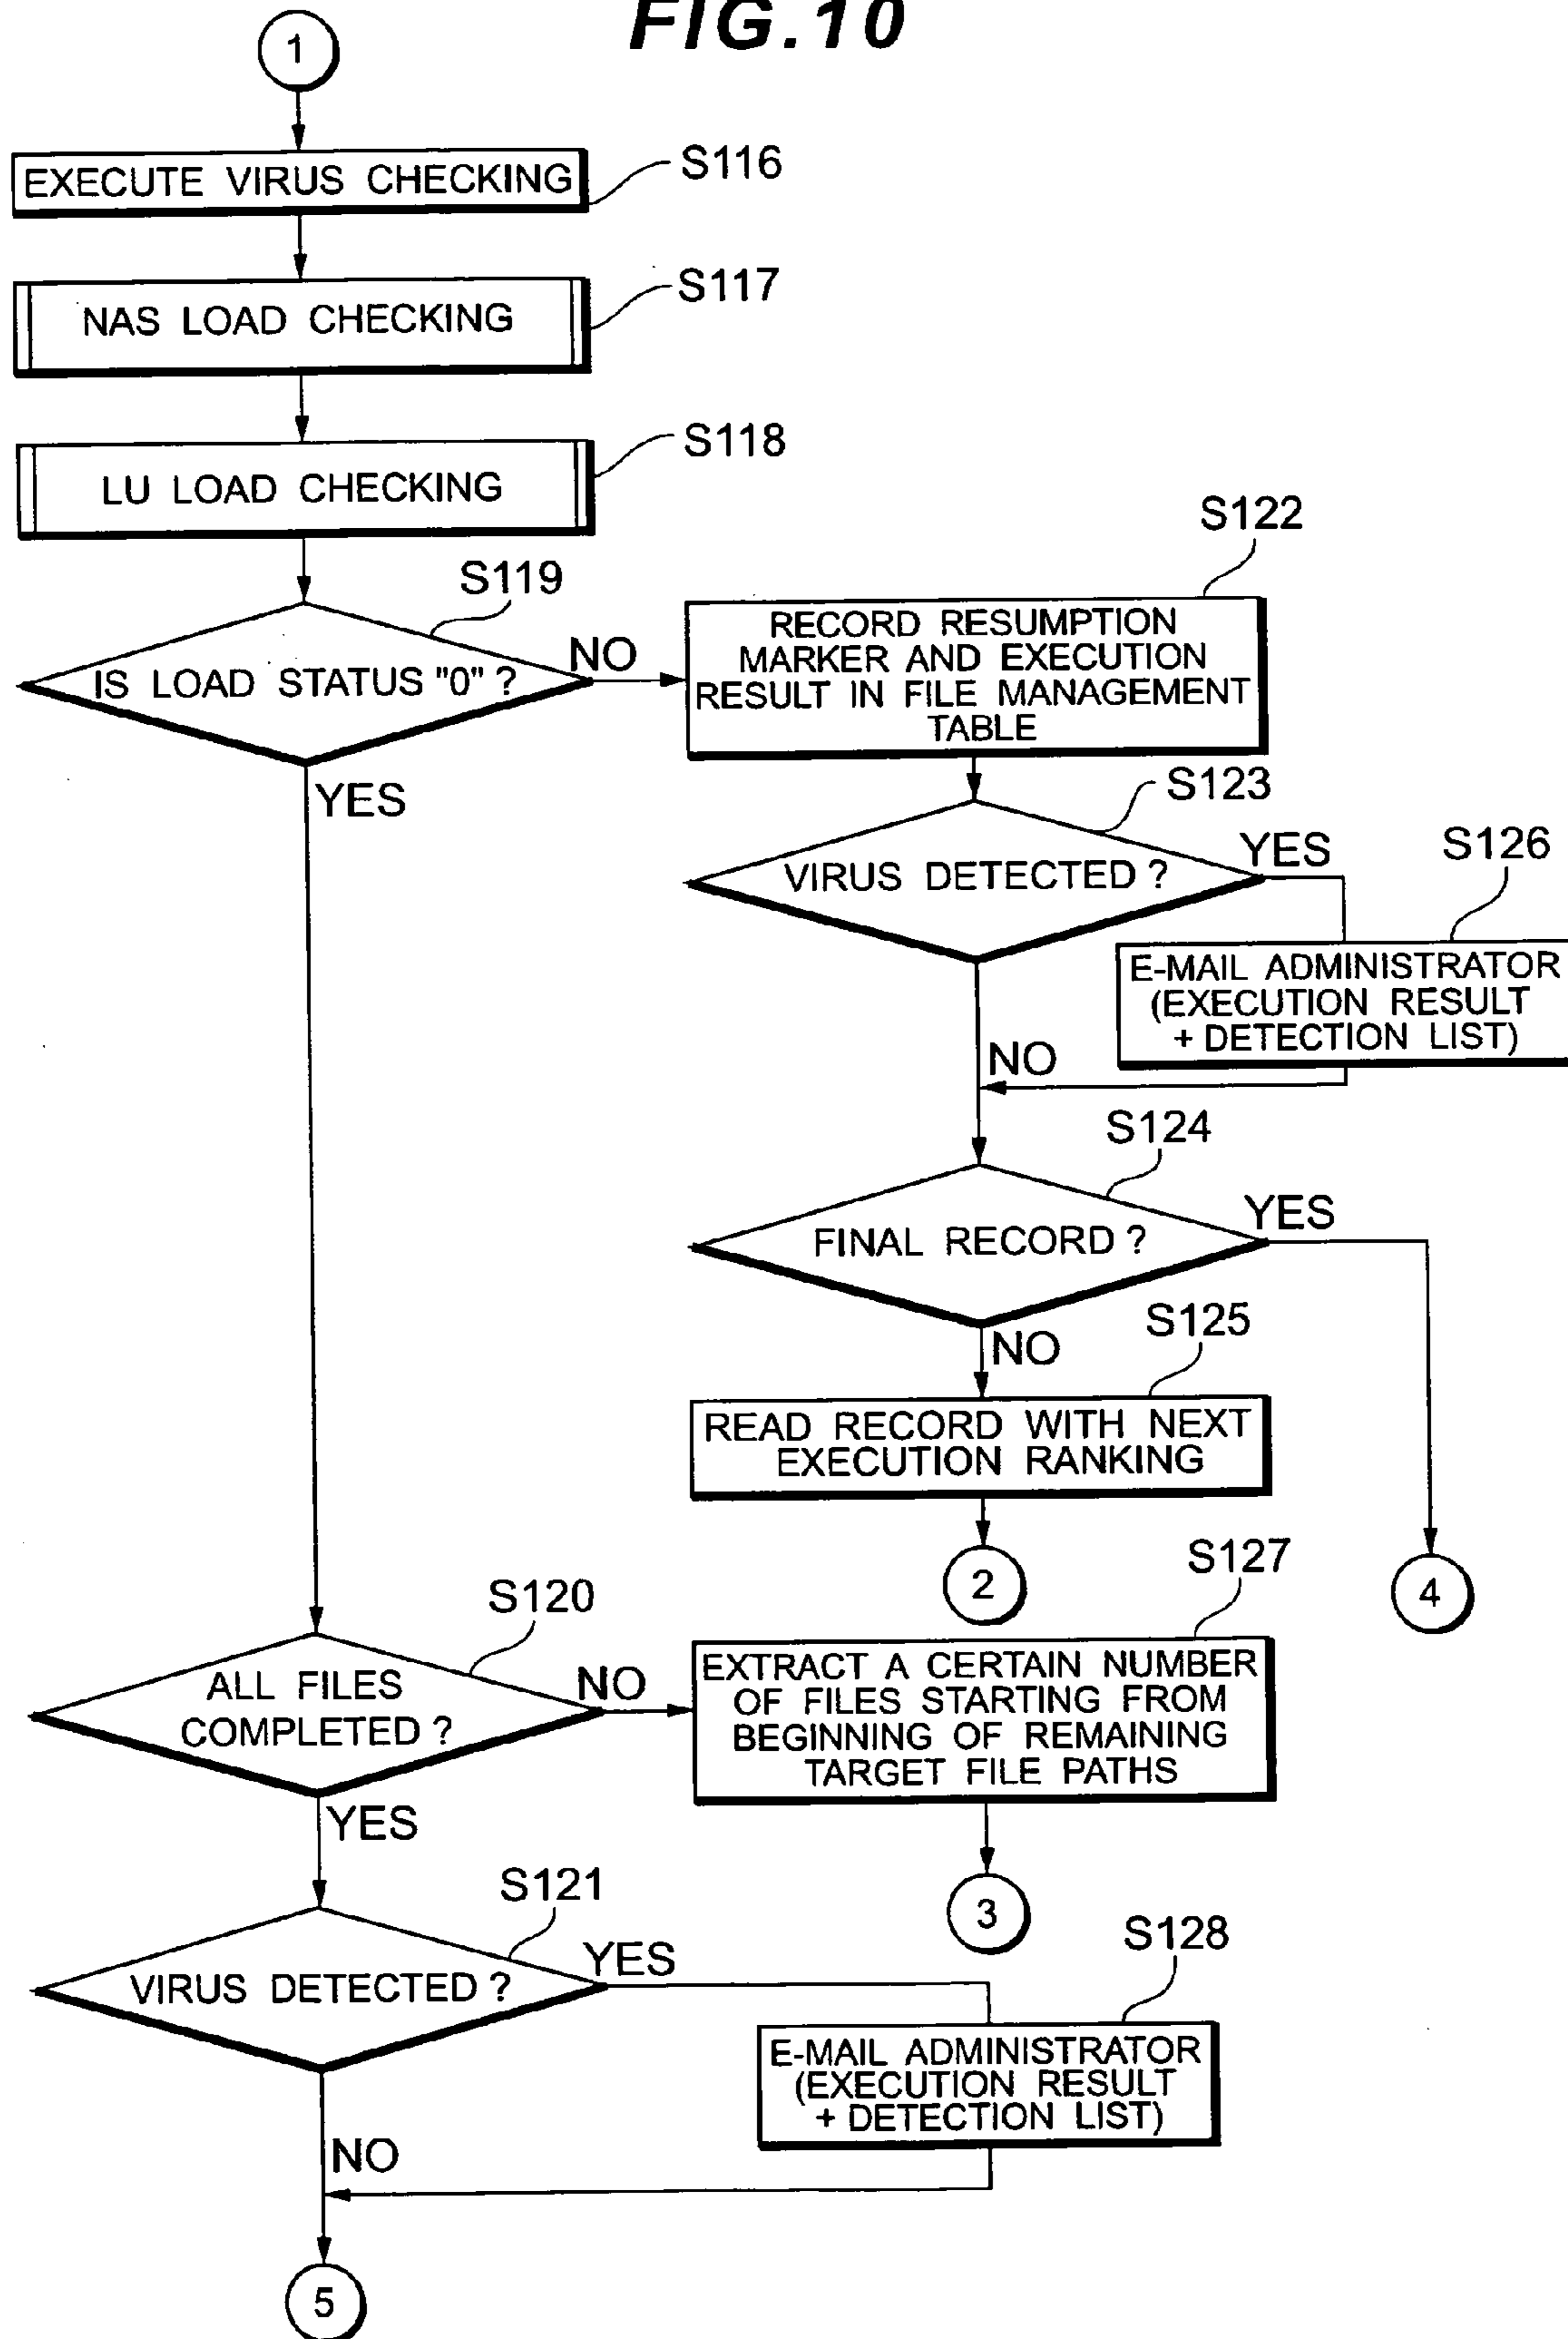 FIG.10
1
EXECUTE VIRUS CHECKING
S116
NAS LOAD CHECKING
S117
LU LOAD CHECKING
S118
S119
IS LOAD STATUS "0" ?
NO
YES
S122
RECORD RESUMPTION
MARKER AND EXECUTION
RESULT IN FILE MANAGEMENT
TABLE
S123
VIRUS DETECTED ?
YES
NO
S126
E-MAIL ADMINISTRATOR
(EXECUTION RESULT
+ DETECTION LIST)
S124
FINAL RECORD ?
YES
NO
S125
READ RECORD WITH NEXT
EXECUTION RANKING
2
4
S120
ALL FILES
COMPLETED ?
NO
YES
S127
EXTRACT A CERTAIN NUMBER
OF FILES STARTING FROM
BEGINNING OF REMAINING
TARGET FILE PATHS
3
S121
VIRUS DETECTED ?
YES
NO
S128
E-MAIL ADMINISTRATOR
(EXECUTION RESULT
+ DETECTION LIST)
5